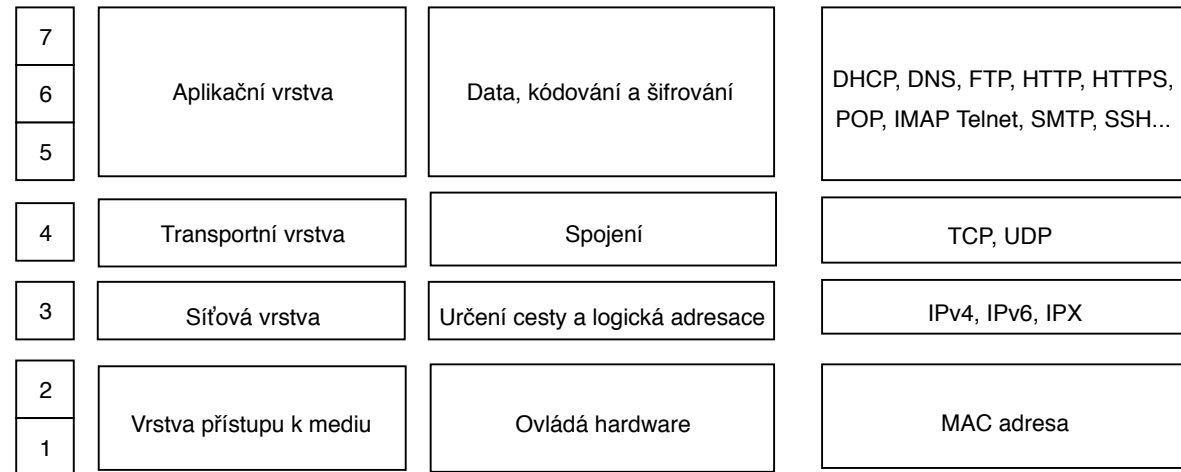 7
6
5
Aplikační vrstva
Data, kódování a šifrování
DHCP, DNS, FTP, HTTP, HTTPS,
POP, IMAP Telnet, SMTP, SSH...
4
Transportní vrstva
Spojení
TCP, UDP
3
Síťová vrstva
Určení cesty a logická adresace
IPv4, IPv6, IPX
2
1
Vrstva přístupu k mediu
Ovládá hardware
MAC adresa